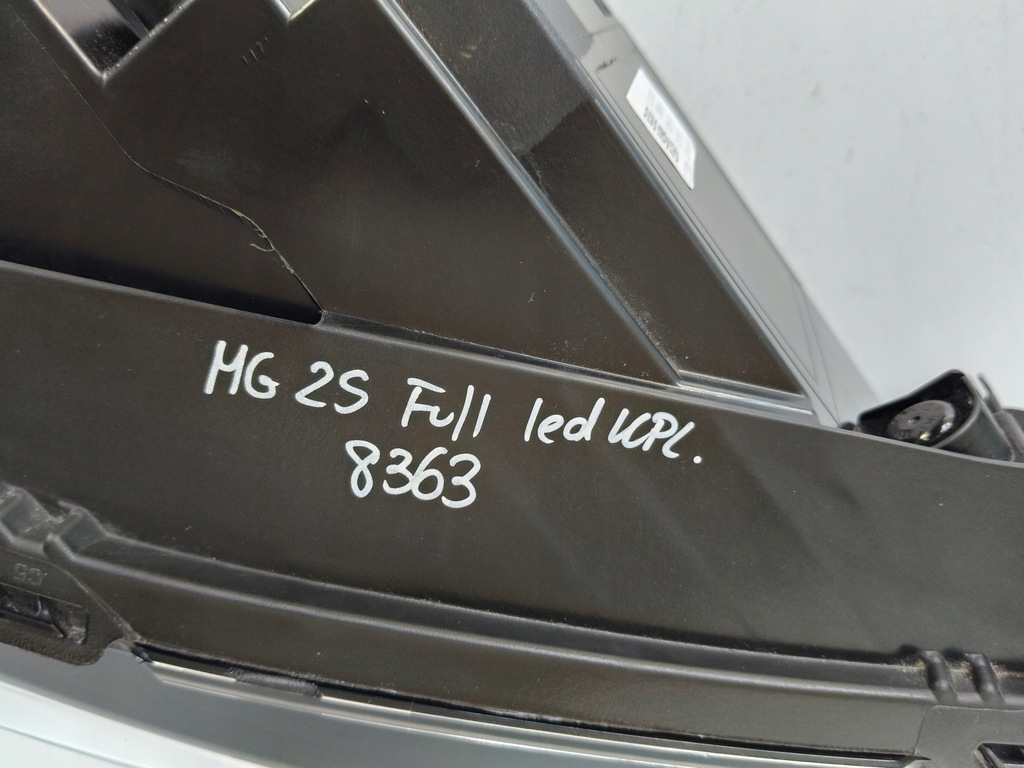 MG ZS Full led KPL.
8363